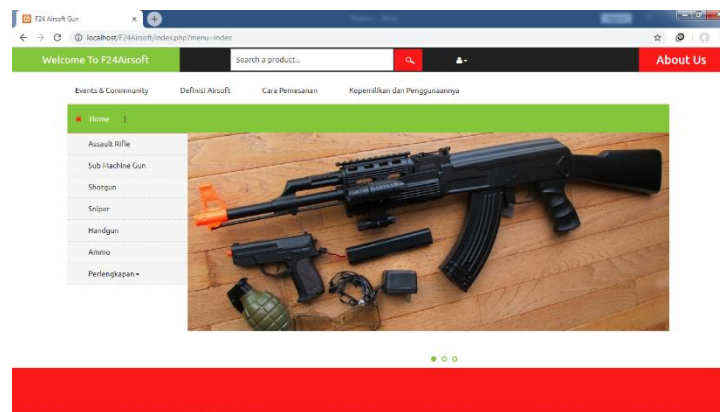 F24 Airsoft Gun
localhost/F24Airsoft/index.php?menu=index
Welcome To F24Airsoft
Search a product...
About Us
Events & Commnunity
Definisi Airsoft
Cara Pemesanan
Kepemilikan dan Penggunaannya
Home |
Assault Rifle
Sub Machine Gun
Shotgun
Sniper
Handgun
Ammo
Perlengkapan